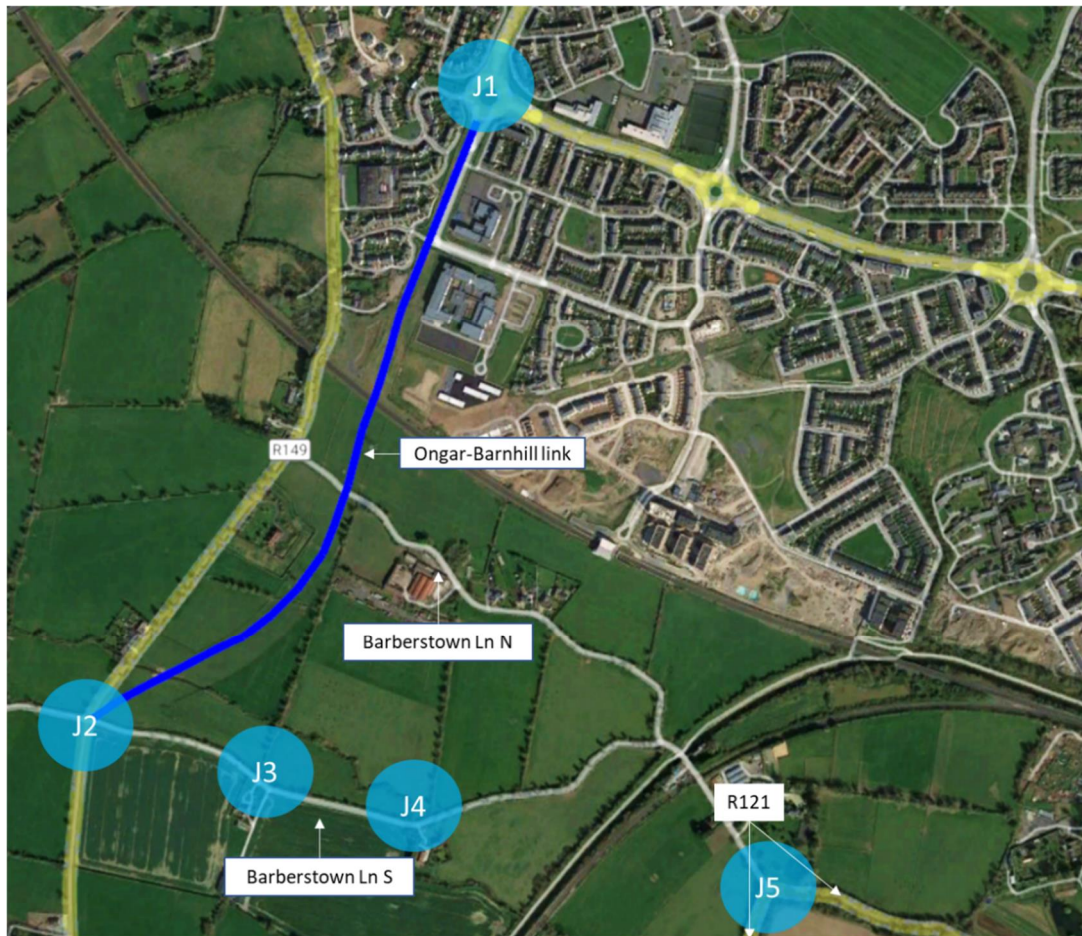 J1
R149
Ongar-Barnhill link
Barberstown Ln N
J2
J3
J4
R121
Barberstown Ln S
J5